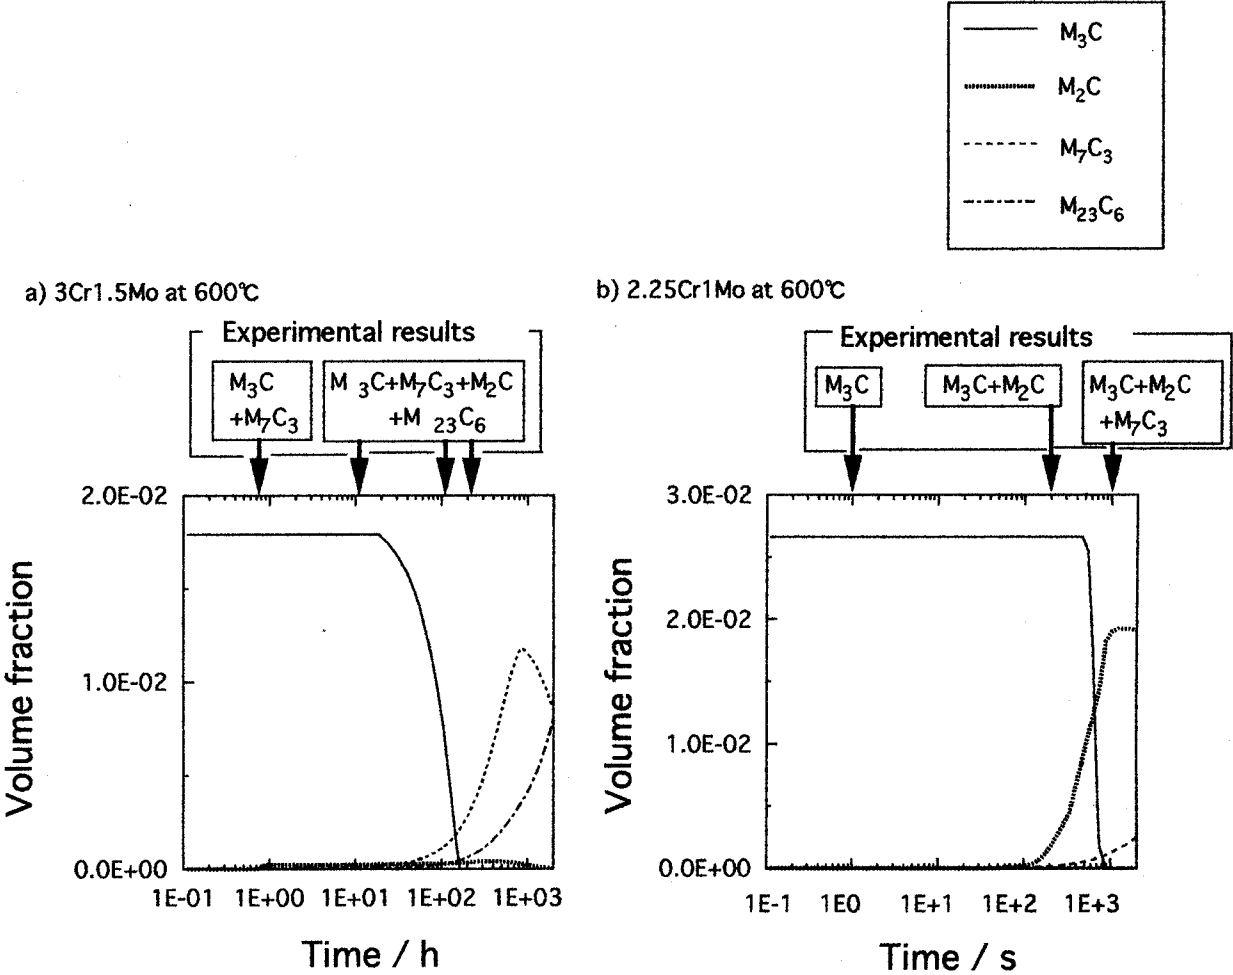 M₃C
M₂C
M₇C₃
M₂₃C₆
a) 3Cr1.5Mo at 600℃
Experimental results
M₃C
+M₇C₃
M ₃C+M₇C₃+M₂C
+M ₂₃C₆
2.0E-02
1.0E-02
0.0E+00
1E-01 1E+00 1E+01 1E+02 1E+03
Volume fraction
Time / h
b) 2.25Cr1Mo at 600℃
Experimental results
M₃C
M₃C+M₂C
M₃C+M₂C
+M₇C₃
3.0E-02
2.0E-02
1.0E-02
0.0E+00
1E-1 1E0 1E+1 1E+2 1E+3
Volume fraction
Time / s